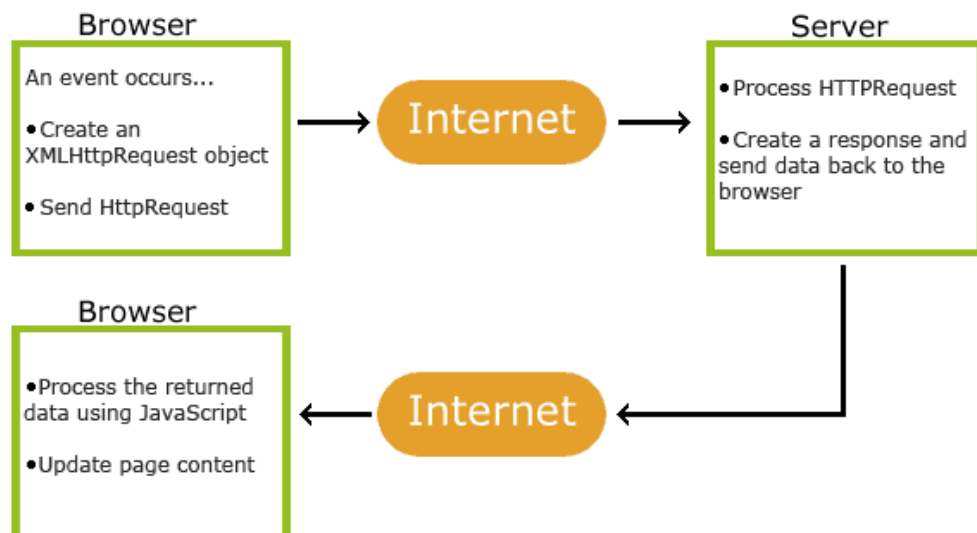 Browser
An event occurs...
•Create an
XMLHttpRequest object
• Send HttpRequest
Internet
Server
•Process HTTPRequest
•Create a response and
send data back to the
browser
Browser
•Process the returned
data using JavaScript
•Update page content
Internet